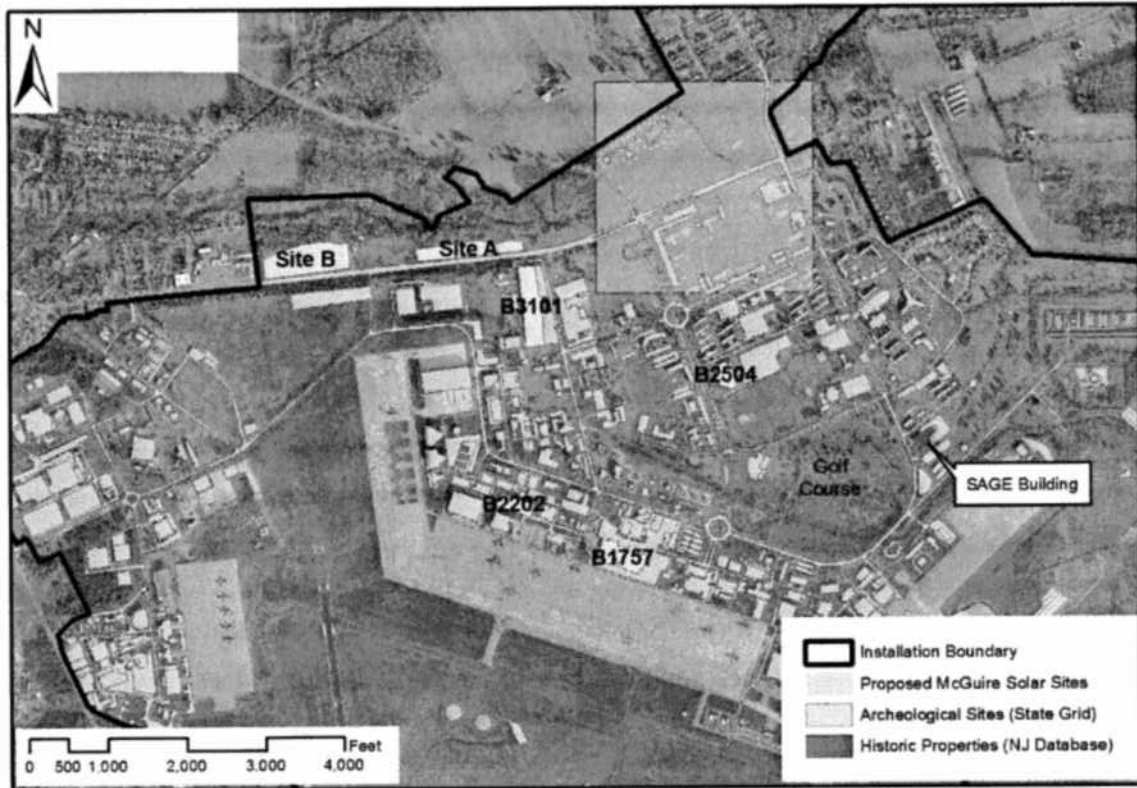 N
Site B
Site A
B3101
B2504
Golf
Course
SAGE Building
B2202
B1757
Installation Boundary
Proposed McGuire Solar Sites
Archeological Sites (State Grid)
Historic Properties (NJ Database)
Feet
0 500 1,000 2,000 3,000 4,000